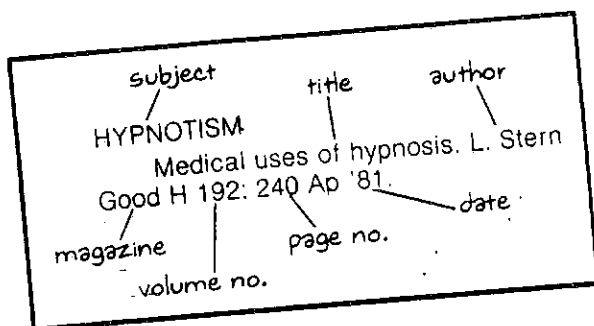 subject
title
author
HYPNOTISM
Medical uses of hypnosis. L. Stern
Good H 192: 240 Ap '81.
magazine
volume no.
page no.
date